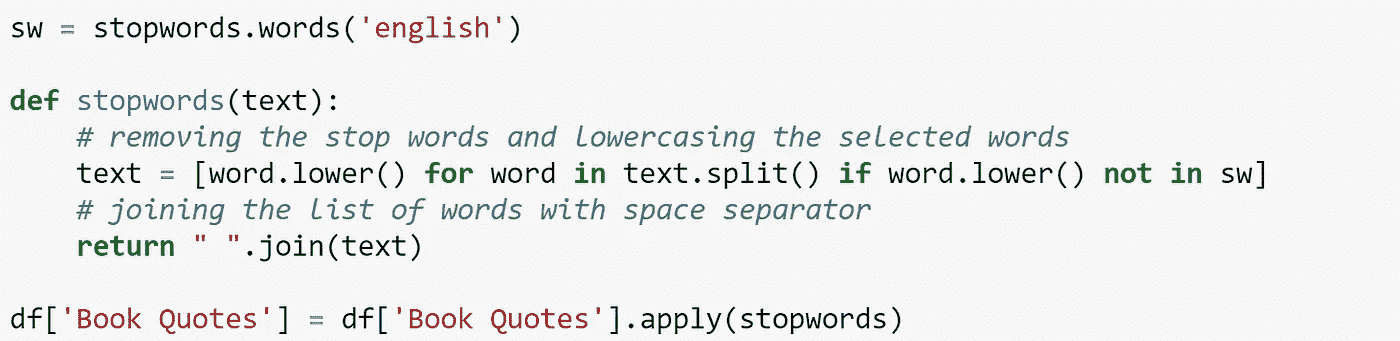 sw = stopwords.words('english')
def stopwords(text):
    # removing the stop words and lowercasing the selected words
    text = [word.lower() for word in text.split() if word.lower() not in sw]
    # joining the list of words with space separator
    return " ".join(text)
df['Book Quotes'] = df['Book Quotes'].apply(stopwords)